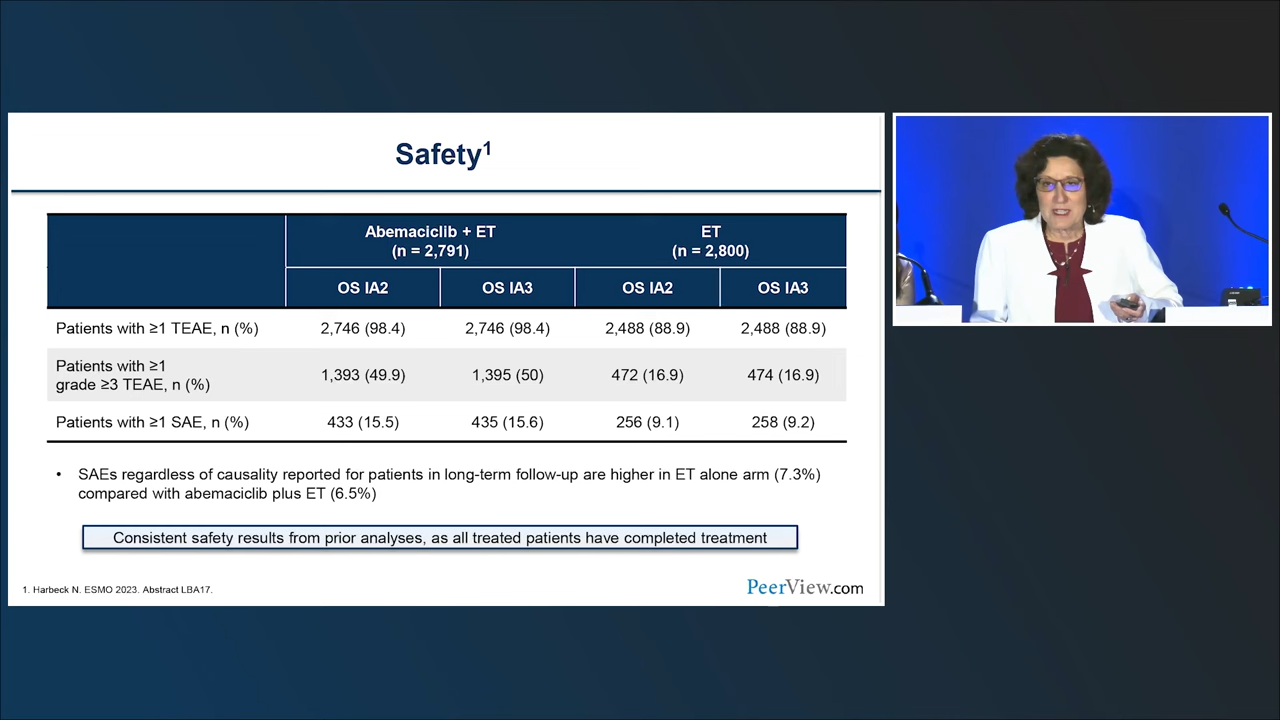 Safety1
Abemaciclib + ET
(n = 2,791)
ET
(n = 2,800)
OS IA2
OS IA3
OS IA2
OS IA3
Patients with ≥1 TEAE, n (%)
2,746 (98.4)
2,746 (98.4)
2,488 (88.9)
2,488 (88.9)
Patients with ≥1
grade ≥3 TEAE, n (%)
1,393 (49.9)
1,395 (50)
472 (16.9)
474 (16.9)
Patients with ≥1 SAE, n (%)
433 (15.5)
435 (15.6)
256 (9.1)
258 (9.2)
• SAEs regardless of causality reported for patients in long-term follow-up are higher in ET alone arm (7.3%)
compared with abemaciclib plus ET (6.5%)
Consistent safety results from prior analyses, as all treated patients have completed treatment
1. Harbeck N. ESMO 2023. Abstract LBA17.
PeerView.com